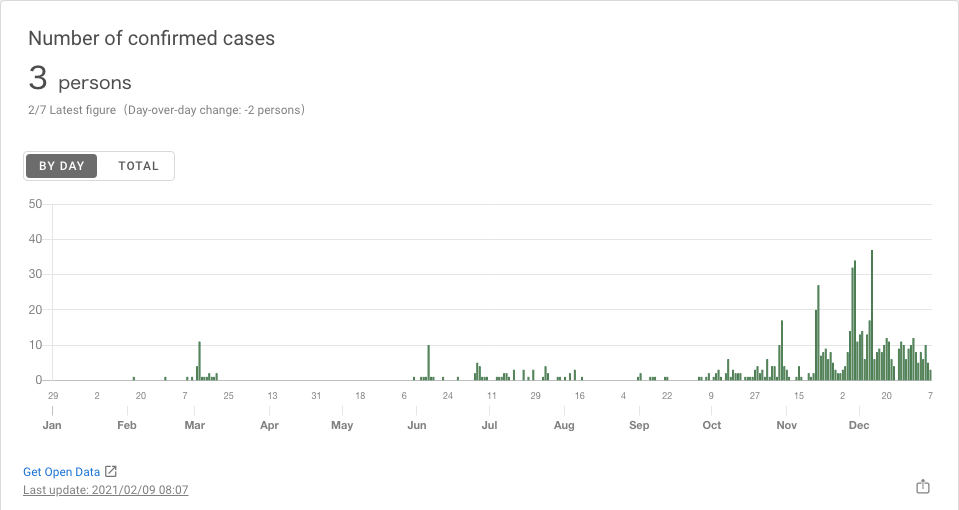 Number of confirmed cases
3 persons
2/7 Latest figure（Day-over-day change: -2 persons）
BY DAY TOTAL
50
40
30
20
10
0
29 2 20 7 25 13 31 18 6 24 11 29 16 4 22 9 27 15 2 20 7
Jan Feb Mar Apr May Jun Jul Aug Sep Oct Nov Dec
Get Open Data
Last update: 2021/02/09 08:07